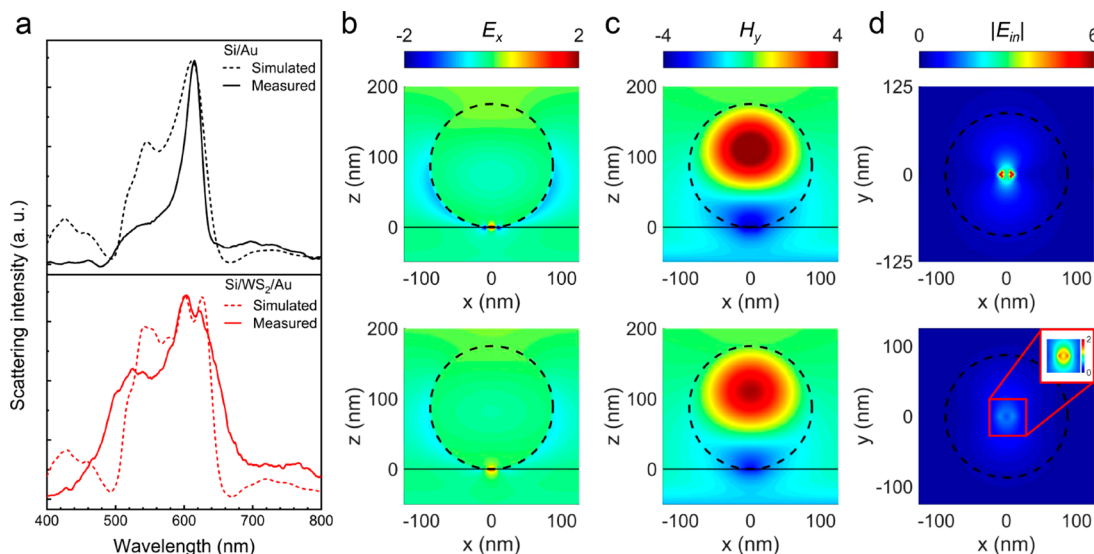 a
Si/Au
Simulated
Measured
Si/WS2/Au
Simulated
Measured
Scattering intensity (a. u.)
400 500 600 700 800
Wavelength (nm)
b
Ex
-2 2
200
100
0
z (nm)
-100 0 100
x (nm)
200
100
0
z (nm)
-100 0 100
x (nm)
c
Hy
-4 4
200
100
0
z (nm)
-100 0 100
x (nm)
200
100
0
z (nm)
-100 0 100
x (nm)
d
|Ein|
0 6
125
0
-125
y (nm)
-100 0 100
x (nm)
2
0
100
0
-100
y (nm)
-100 0 100
x (nm)